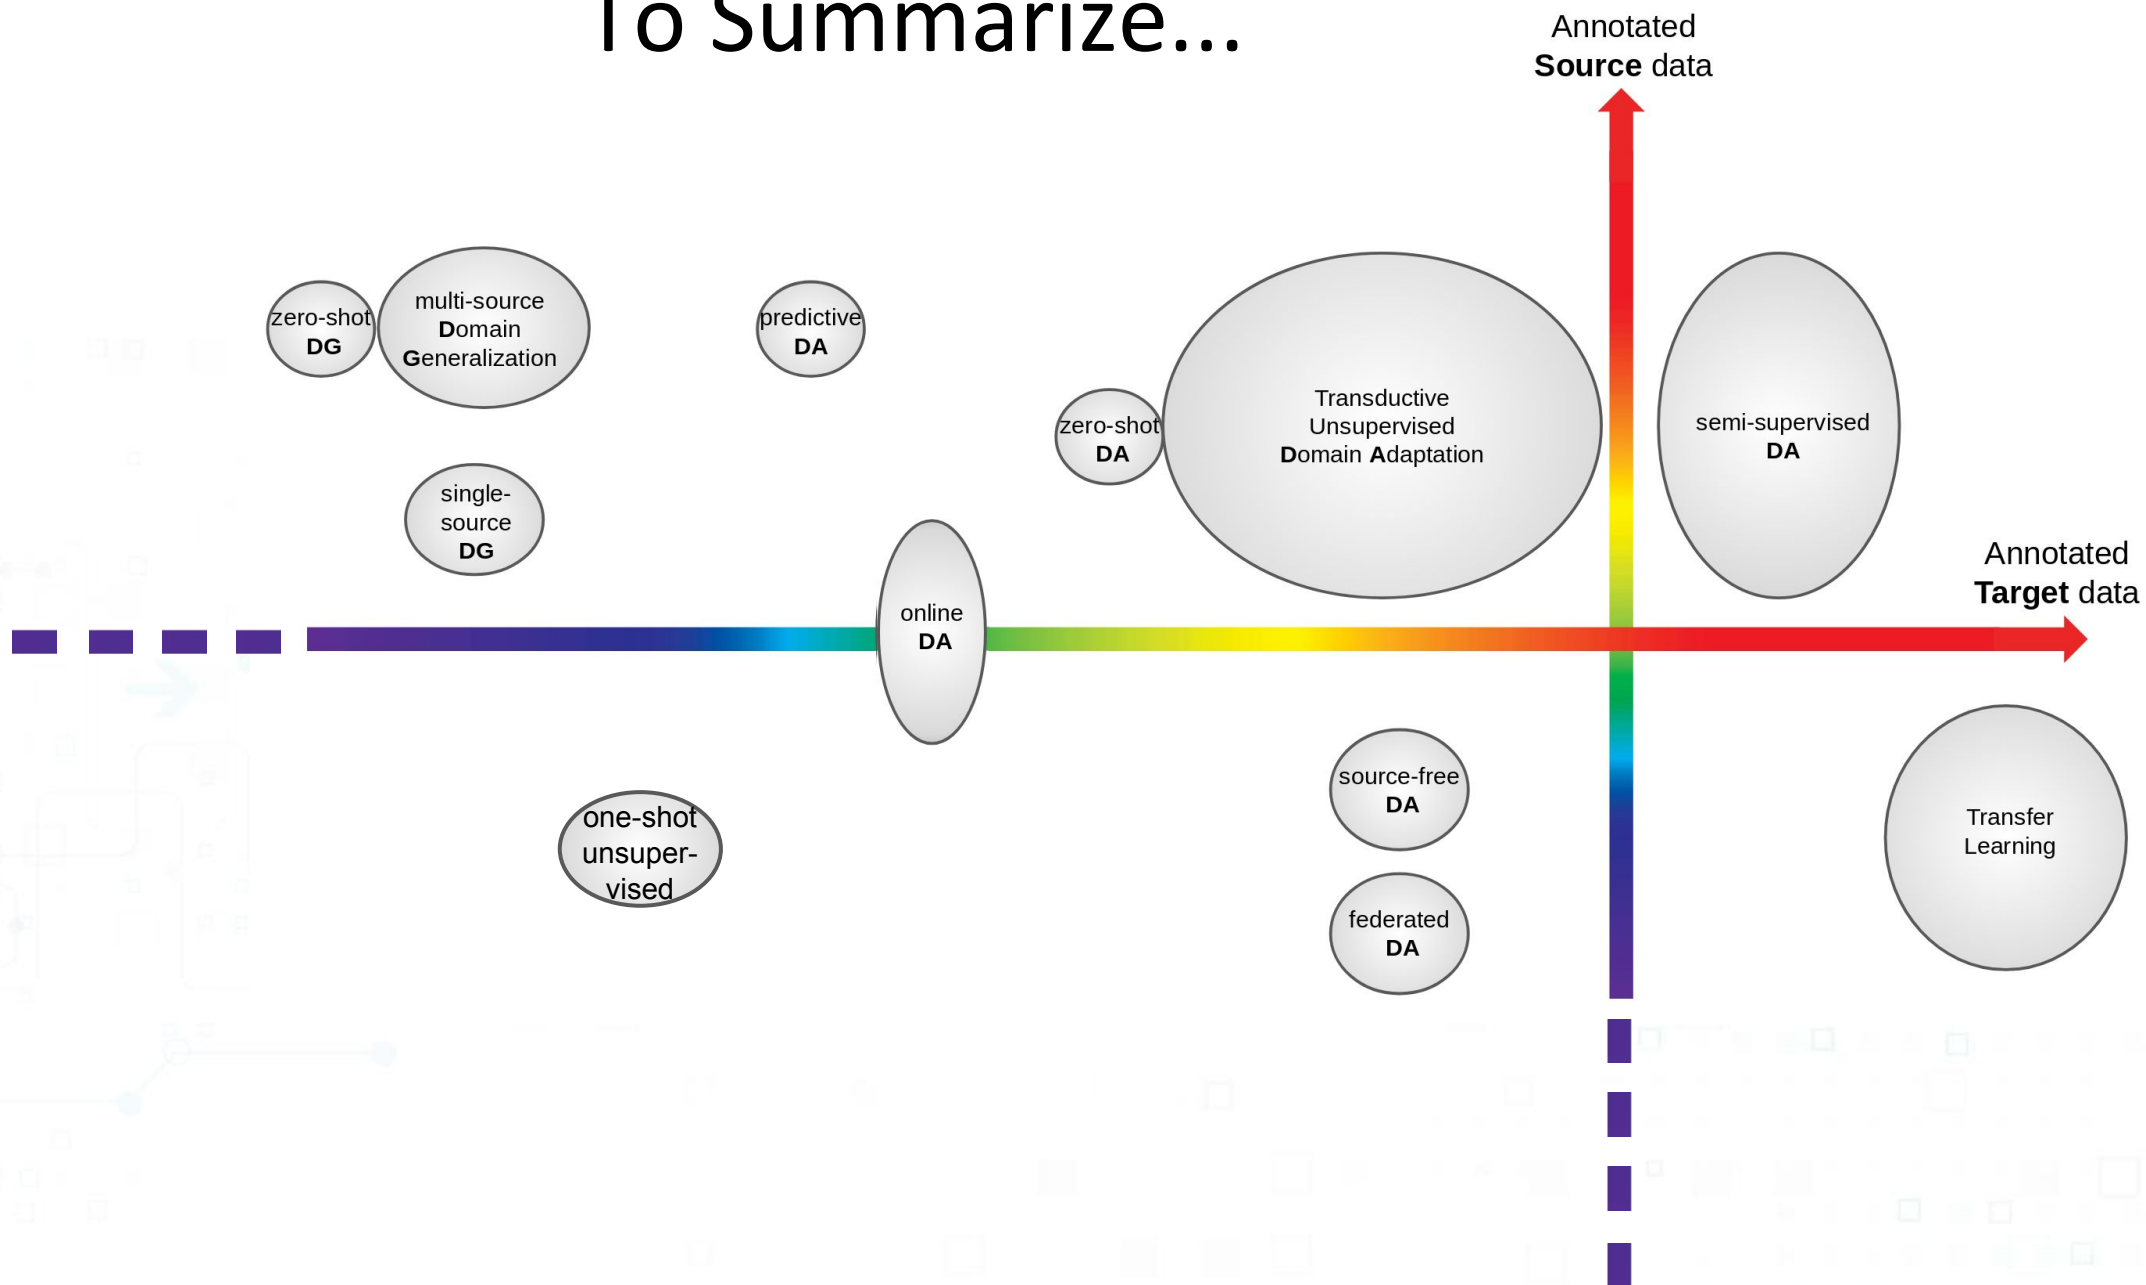 To Summarize...
Annotated
Source data
zero-shot
DG
multi-source
Domain
Generalization
predictive
DA
zero-shot
DA
Transductive
Unsupervised
Domain Adaptation
semi-supervised
DA
single-
source
DG
online
DA
Annotated
Target data
one-shot
unsuper-
vised
source-free
DA
federated
DA
Transfer
Learning